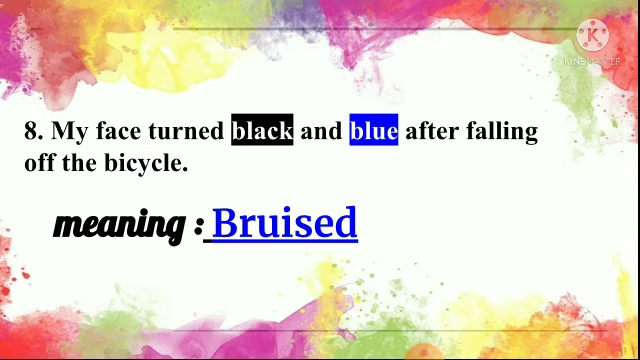 KINEMASTER
8. My face turned black and blue after falling
off the bicycle.
meaning : Bruised